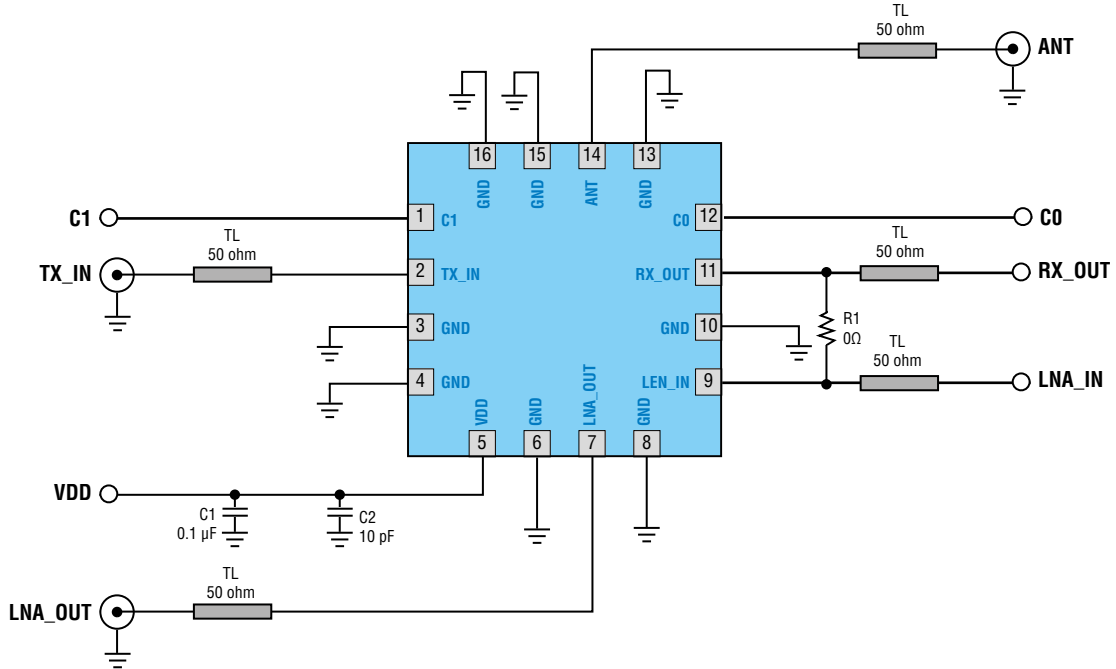 TL
50 ohm
ANT
16
15
14
13
GND
GND
ANT
GND
C1
1
C1
C0
12
C0
TL
50 ohm
TL
50 ohm
TX_IN
2
TX_IN
RX_OUT
11
RX_OUT
3
GND
GND
10
R1
0Ω
TL
50 ohm
4
GND
LEN_IN
9
LNA_IN
VDD
GND
LNA_OUT
GND
5
6
7
8
VDD
C1
0.1 µF
C2
10 pF
TL
50 ohm
LNA_OUT